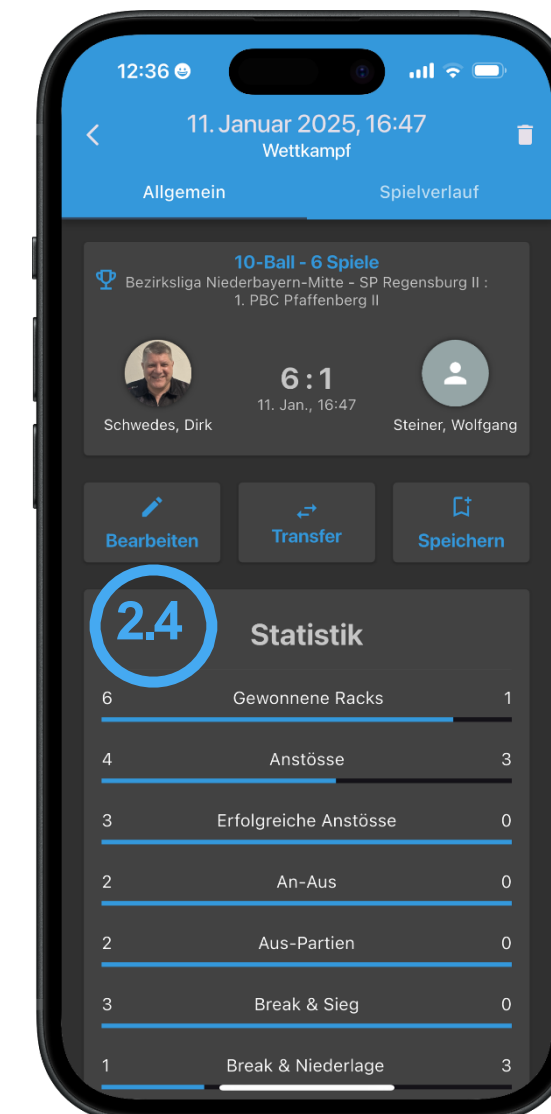 12:36
11. Januar 2025, 16:47
Wettkampf
Allgemein
Spielverlauf
10-Ball - 6 Spiele
Bezirksliga Niederbayern-Mitte - SP Regensburg II :
1. PBC Pfaffenberg II
6 : 1
11. Jan., 16:47
Schwedes, Dirk
Steiner, Wolfgang
Bearbeiten
Transfer
Speichern
2.4
Statistik
6 Gewonnene Racks 1
4 Anstösse 3
3 Erfolgreiche Anstösse 0
2 An-Aus 0
2 Aus-Partien 0
3 Break & Sieg 0
1 Break & Niederlage 3